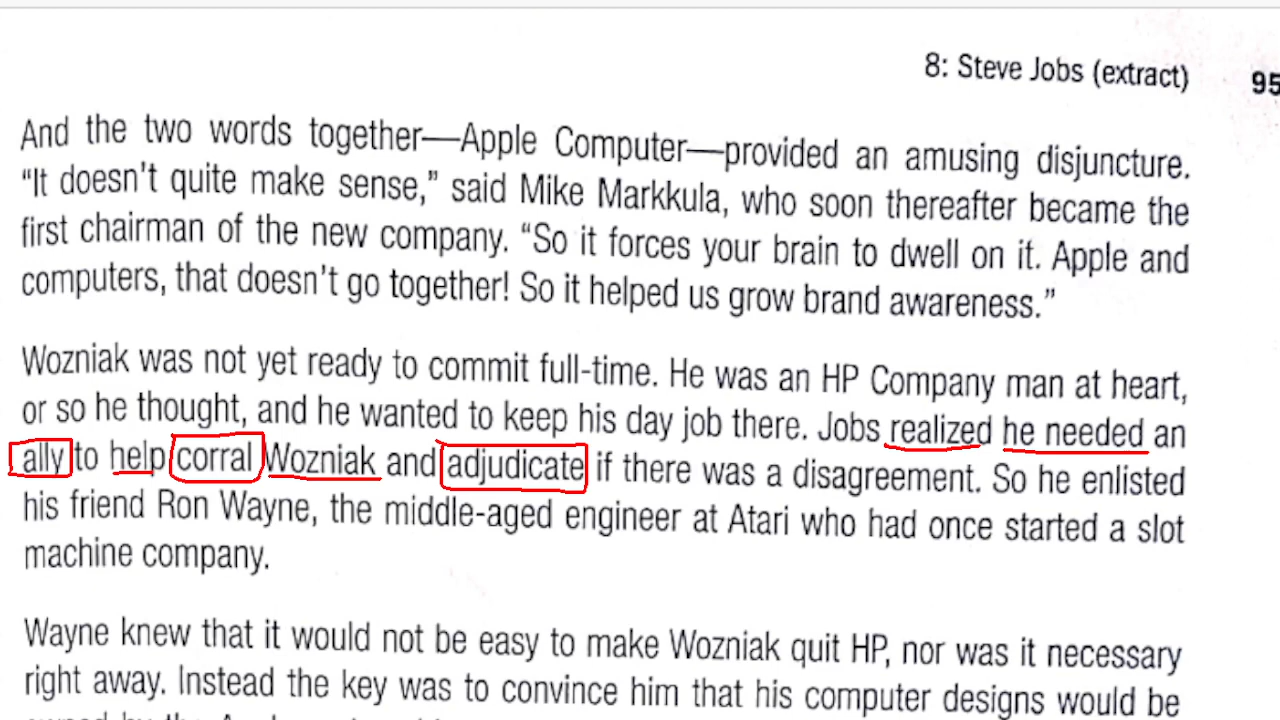 8: Steve Jobs (extract) 95
And the two words together—Apple Computer—provided an amusing disjuncture.
“It doesn’t quite make sense,” said Mike Markkula, who soon thereafter became the
first chairman of the new company. “So it forces your brain to dwell on it. Apple and
computers, that doesn’t go together! So it helped us grow brand awareness.”
Wozniak was not yet ready to commit full-time. He was an HP Company man at heart,
or so he thought, and he wanted to keep his day job there. Jobs realized he needed an
ally to help corral Wozniak and adjudicate if there was a disagreement. So he enlisted
his friend Ron Wayne, the middle-aged engineer at Atari who had once started a slot
machine company.
Wayne knew that it would not be easy to make Wozniak quit HP, nor was it necessary
right away. Instead the key was to convince him that his computer designs would be